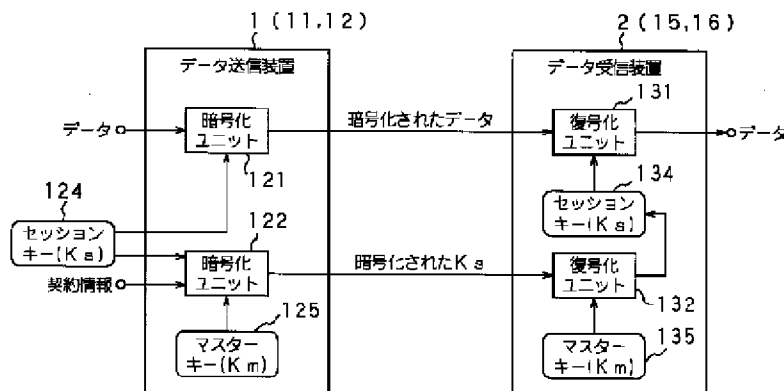 1 (11,12)
2 (15,16)
データ送信装置
データ受信装置
131
データ
暗号化
ユニット
暗号化されたデータ
復号化
ユニット
データ
121
134
124
セッション
キー(Ks)
122
セッション
キー(Ks)
暗号化
ユニット
暗号化されたKs
復号化
ユニット
契約情報
132
125
135
マスター
キー(Km)
マスター
キー(Km)